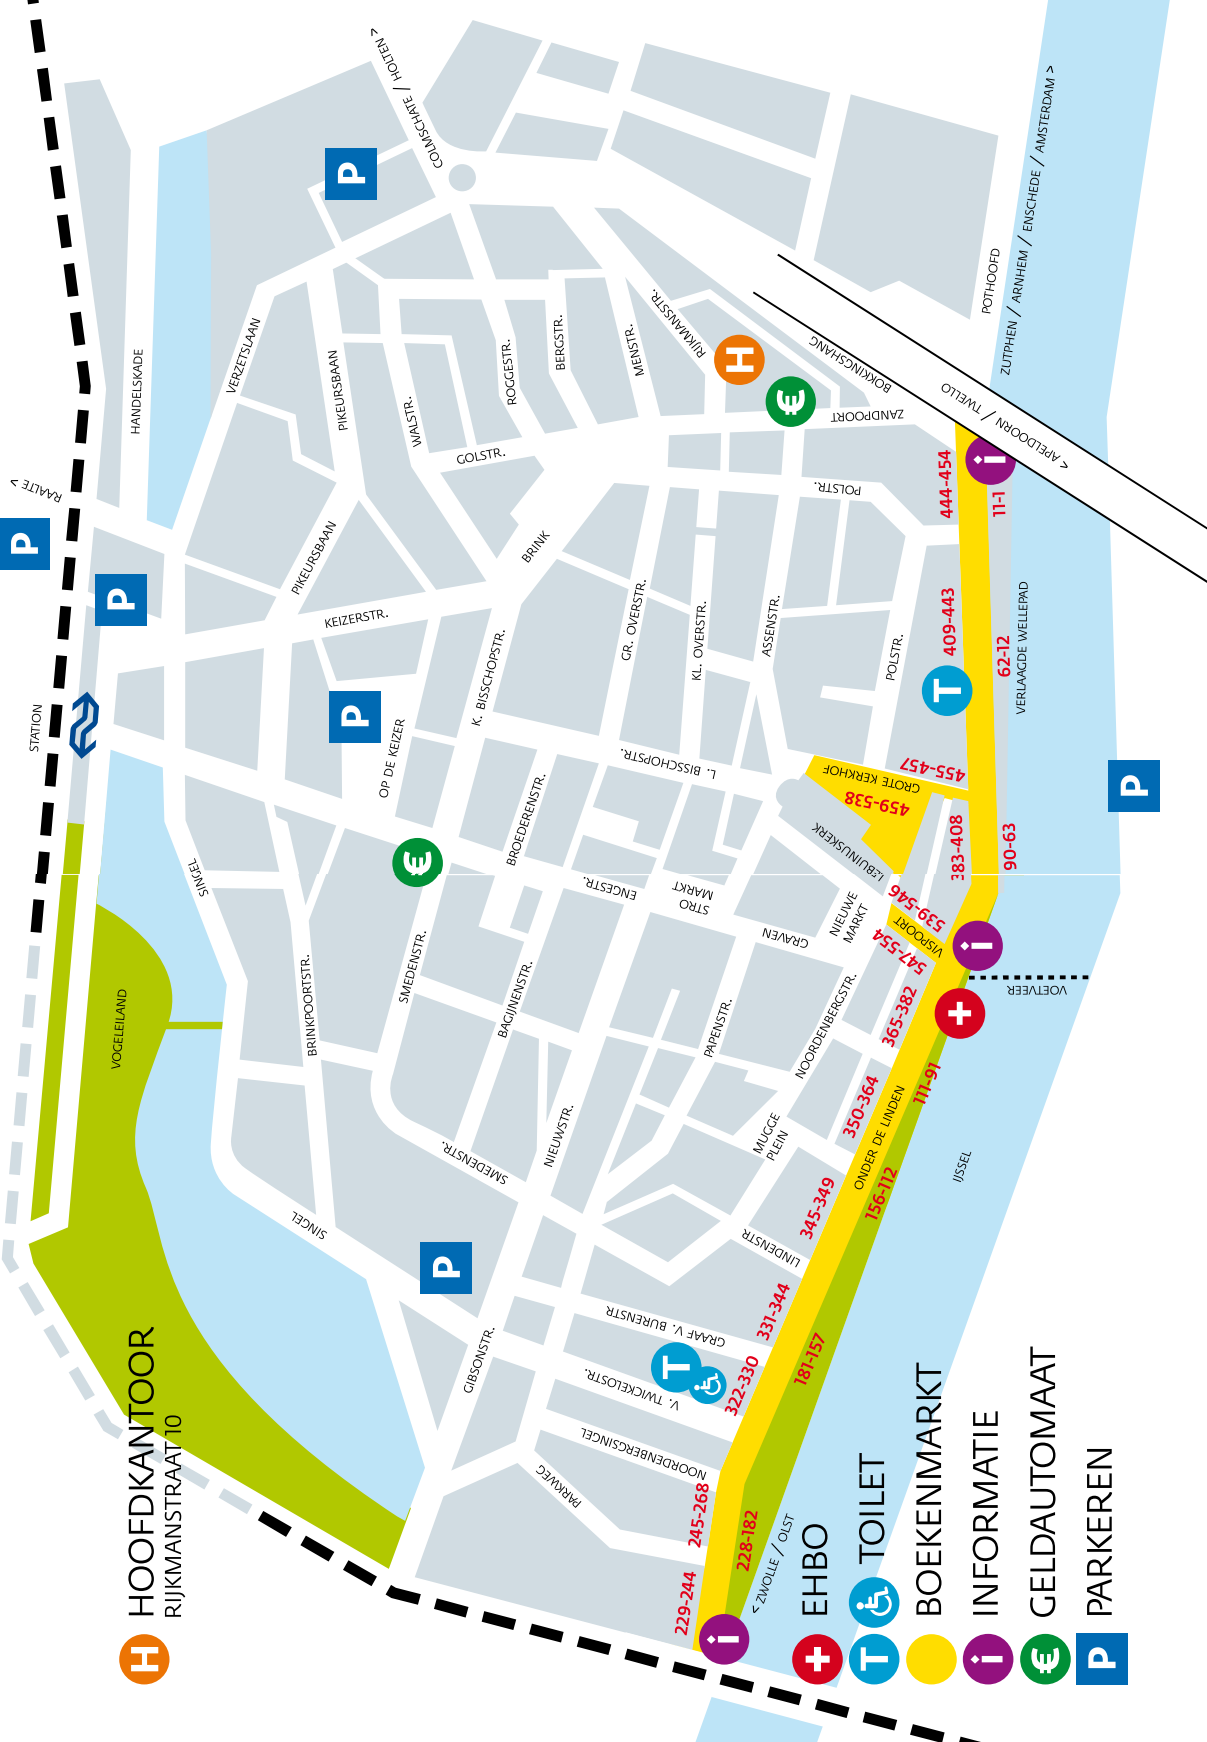 STATION
< RAALTE
HANDELSKADE
VERZETSLAAN
PIKEURSBAAN
PIKEURSBAAN
WALSTR.
GOLSTR.
ROGGESTR.
BERGSTR.
MENSTR.
RIJKMANSSTR.
COLMSCHATE / HOLTEN >
BOKKINGSHANG
ZANDPOORT
POTHOOFD
ZUTPHEN / ARNHEM / ENSCHEDE / AMSTERDAM >
< APELDOORN / TWELLO
P
P
P
P
P
P
H
€
i
444-454
11-1
POLSTR.
POLSTR.
BRINK
KEIZERSTR.
K. BISSCHOPSTR.
GR. OVERSTR.
KL. OVERSTR.
ASSENSTR.
409-443
62-12
VERLAAGDE WELLEPAD
T
OP DE KEIZER
L. BISSCHOPSTR.
GROTE KERKHOF
455-457
459-538
383-408
90-63
SINGEL
€
BROEDERENSTR.
ENGESTR.
STRO
MARKT
LEBUINUSKERK
NIEUWE
MARKT
539-546
VISPOORT
547-554
i
VOETVEER
VOGELEILAND
BRINKPOORTSTR.
SMEDENSTR.
BAGIJNENSTR.
GRAVEN
PAPENSTR.
NOORDENBERGSTR.
365-382
111-91
350-364
ONDER DE LINDEN
IJSSEL
MUGGE
PLEIN
156-112
345-349
SMEDENSTR.
NIEUWSTR.
SINGEL
LINDENSTR
331-344
181-157
GRAAF V. BURENSTR
GIBSONSTR.
V. TWICKELOSTR.
T
322-330
NOORDENBERGSINGEL
PARKWEG
245-268
228-182
229-244
< ZWOLLE / OLST
i
H HOOFDKANTOOR
RIJKMANSTRAAT 10
EHBO
T TOILET
BOEKENMARKT
i INFORMATIE
€ GELDAUTOMAAT
P PARKEREN